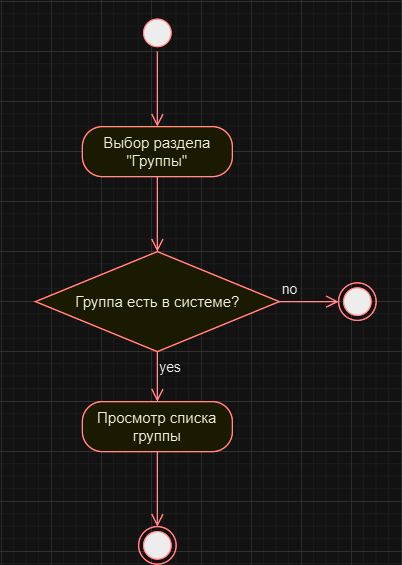 Выбор раздела
"Группы"
Группа есть в системе?
no
yes
Просмотр списка
группы